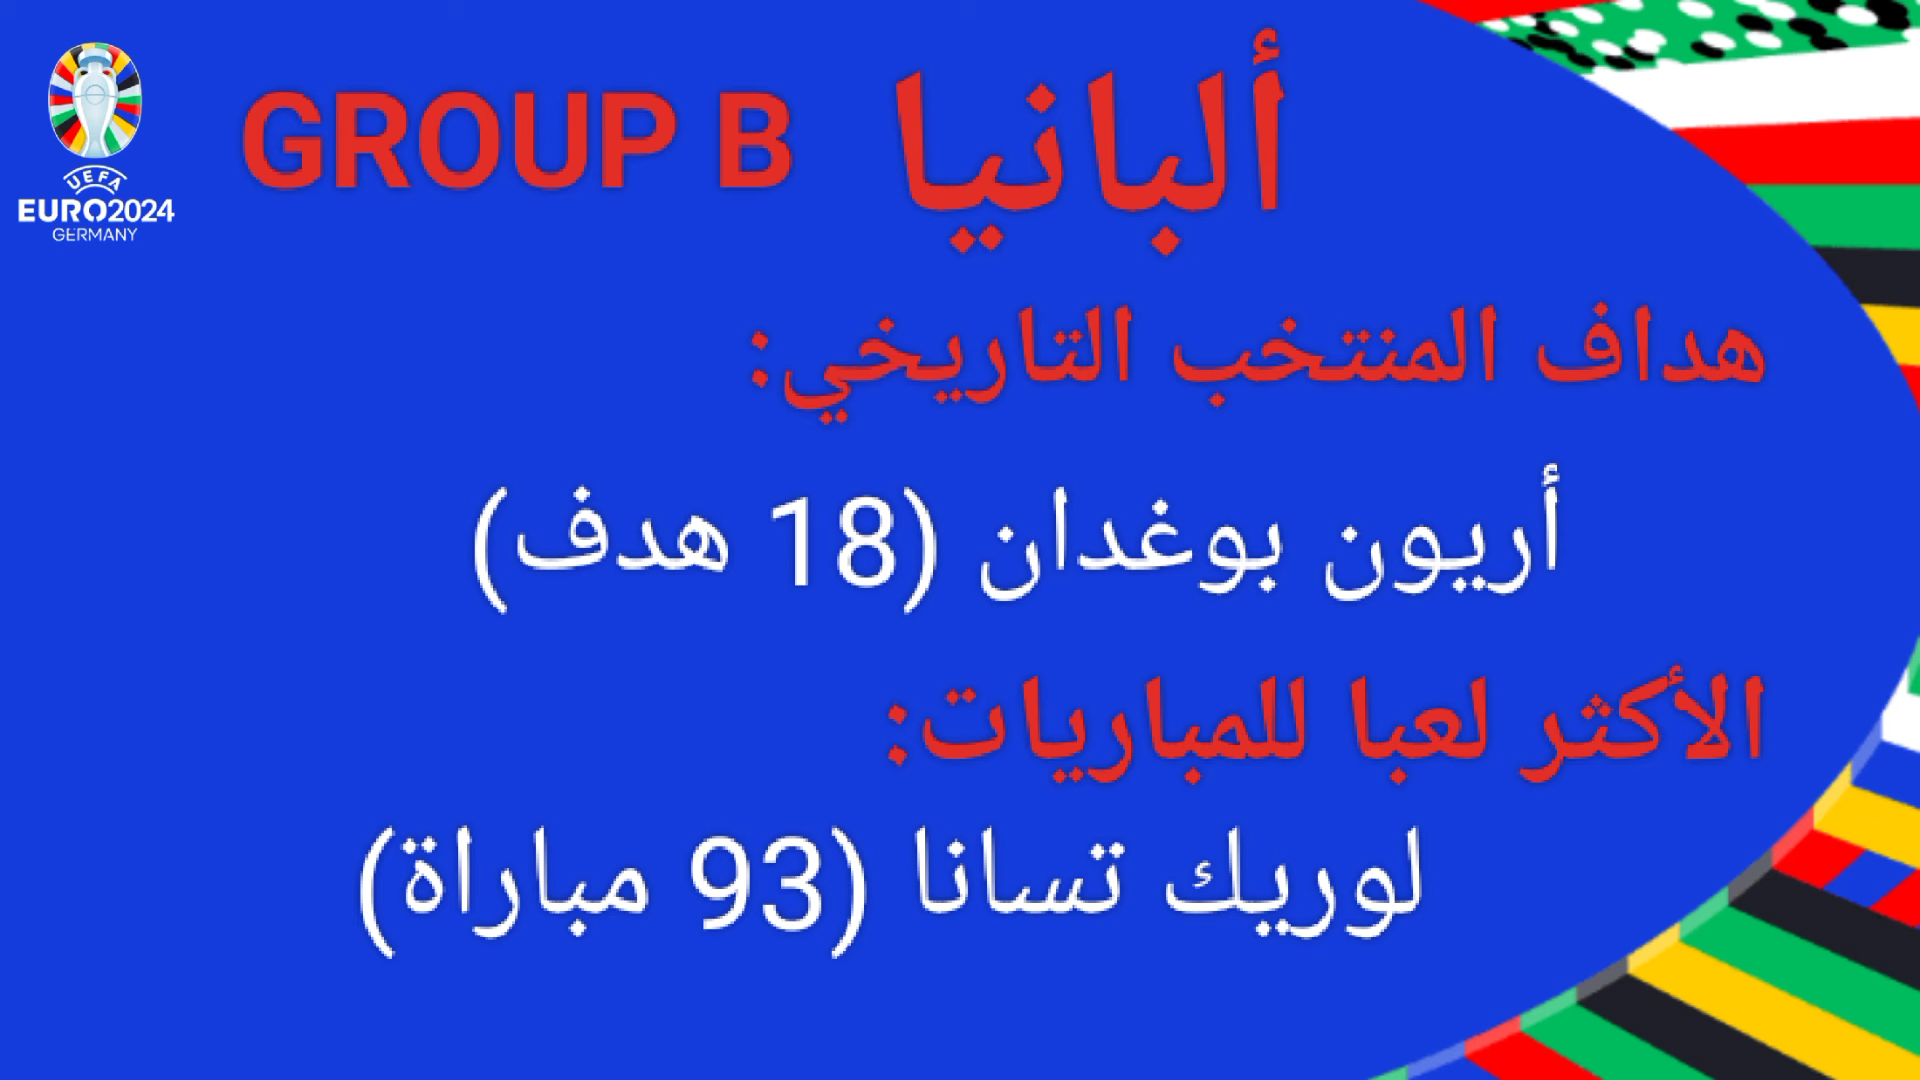 UEFA
EURO2024
GERMANY
ألبانيا GROUP B
هداف المنتخب التاريخي:
أريون بوغدان (18 هدف)
الأكثر لعبا للمباريات:
لوريك تسانا (93 مباراة)